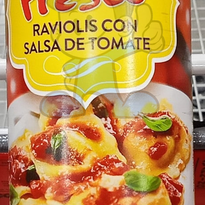 Fresco
RAVIOLIS CON
SALSA DE TOMATE